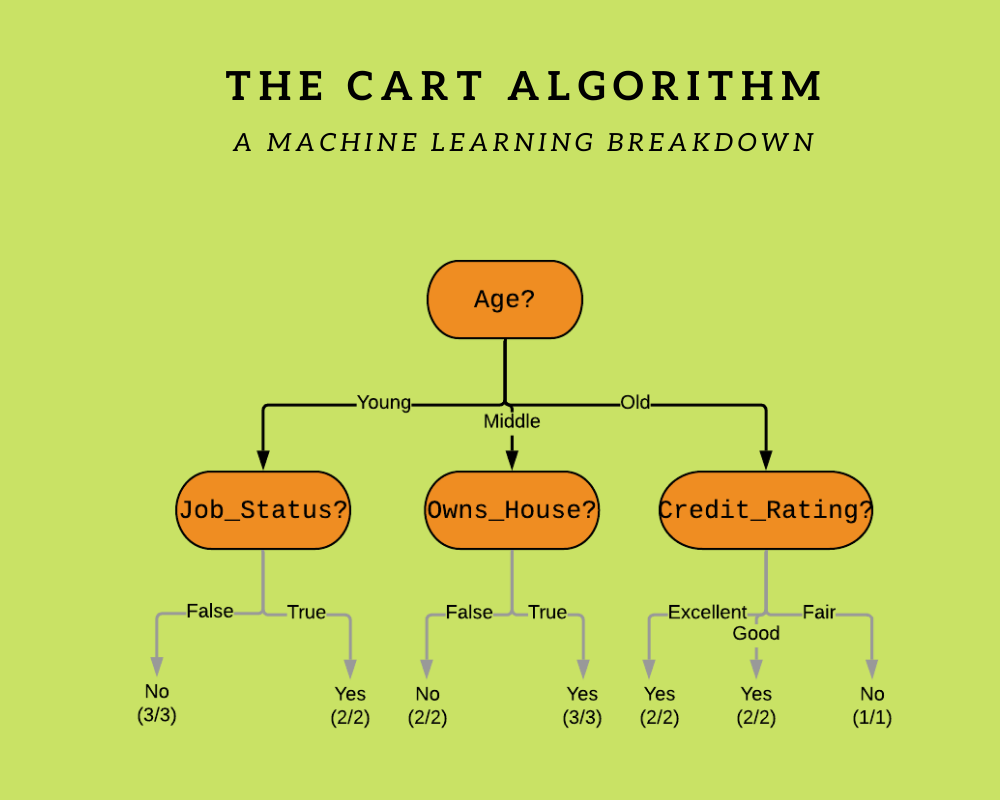 THE CART ALGORITHM
A MACHINE LEARNING BREAKDOWN
Age?
Young
Middle
Old
Job_Status?
Owns_House?
Credit_Rating?
False
True
False
True
Excellent
Good
Fair
No
(3/3)
Yes
(2/2)
No
(2/2)
Yes
(3/3)
Yes
(2/2)
Yes
(2/2)
No
(1/1)